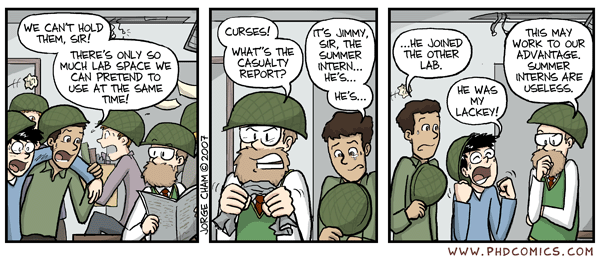 WE CAN'T HOLD
THEM, SIR!
THERE'S ONLY SO
MUCH LAB SPACE WE
CAN PRETEND TO
USE AT THE SAME
TIME!
CURSES!
WHAT'S THE
CASUALTY
REPORT?
IT'S JIMMY,
SIR, THE
SUMMER
INTERN...
HE'S...
HE'S...
...HE JOINED
THE OTHER
LAB.
HE WAS
MY
LACKEY!
THIS MAY
WORK TO OUR
ADVANTAGE.
SUMMER
INTERNS ARE
USELESS.
JORGE CHAM © 2007
WWW.PHDCOMICS.COM